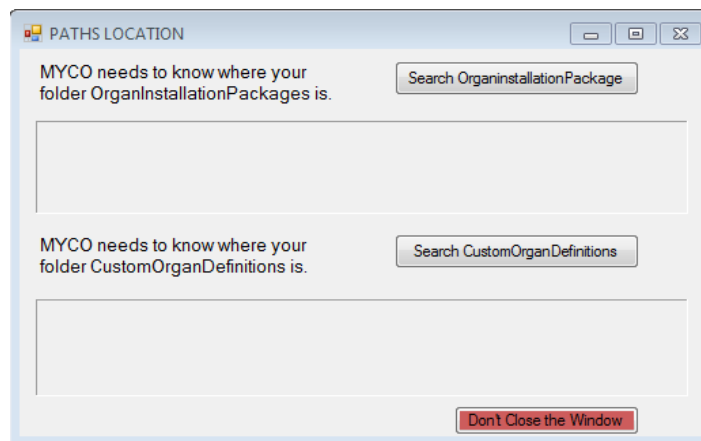 PATHS LOCATION
MYCO needs to know where your
folder OrganInstallationPackages is.
Search OrganinstallationPackage
MYCO needs to know where your
folder CustomOrganDefinitions is.
Search CustomOrganDefinitions
Don't Close the Window